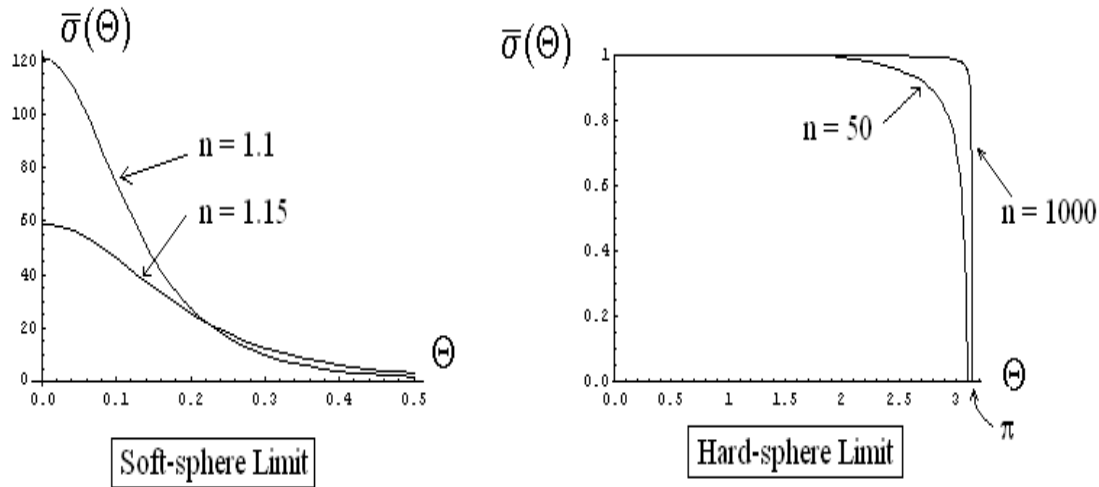 σ̄(Θ)
120
100
80
60
40
20
0
0.0 0.1 0.2 0.3 0.4 0.5
n = 1.1
n = 1.15
Θ
Soft-sphere Limit
σ̄(Θ)
1
0.8
0.6
0.4
0.2
0.0
0.0 0.5 1 1.5 2 2.5 3
n = 50
n = 1000
Θ
π
Hard-sphere Limit